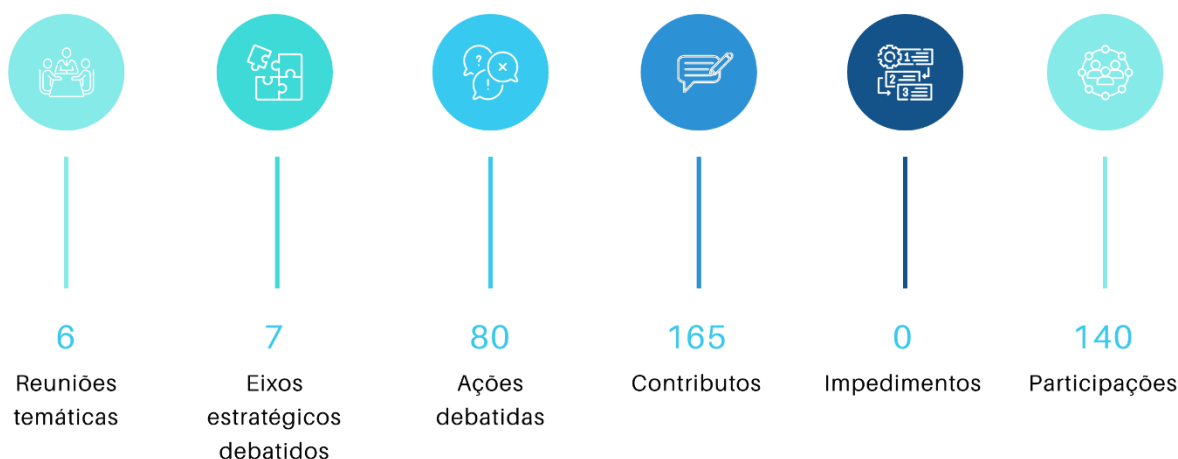 6
Reuniões
temáticas
7
Eixos
estratégicos
debatidos
80
Ações
debatidas
165
Contributos
0
Impedimentos
140
Participações